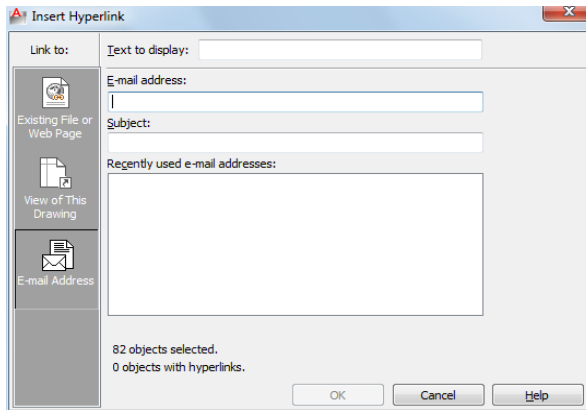 Insert Hyperlink
Link to:
Text to display:
Existing File or
Web Page
View of This
Drawing
E-mail Address
E-mail address:
Subject:
Recently used e-mail addresses:
82 objects selected.
0 objects with hyperlinks.
OK
Cancel
Help